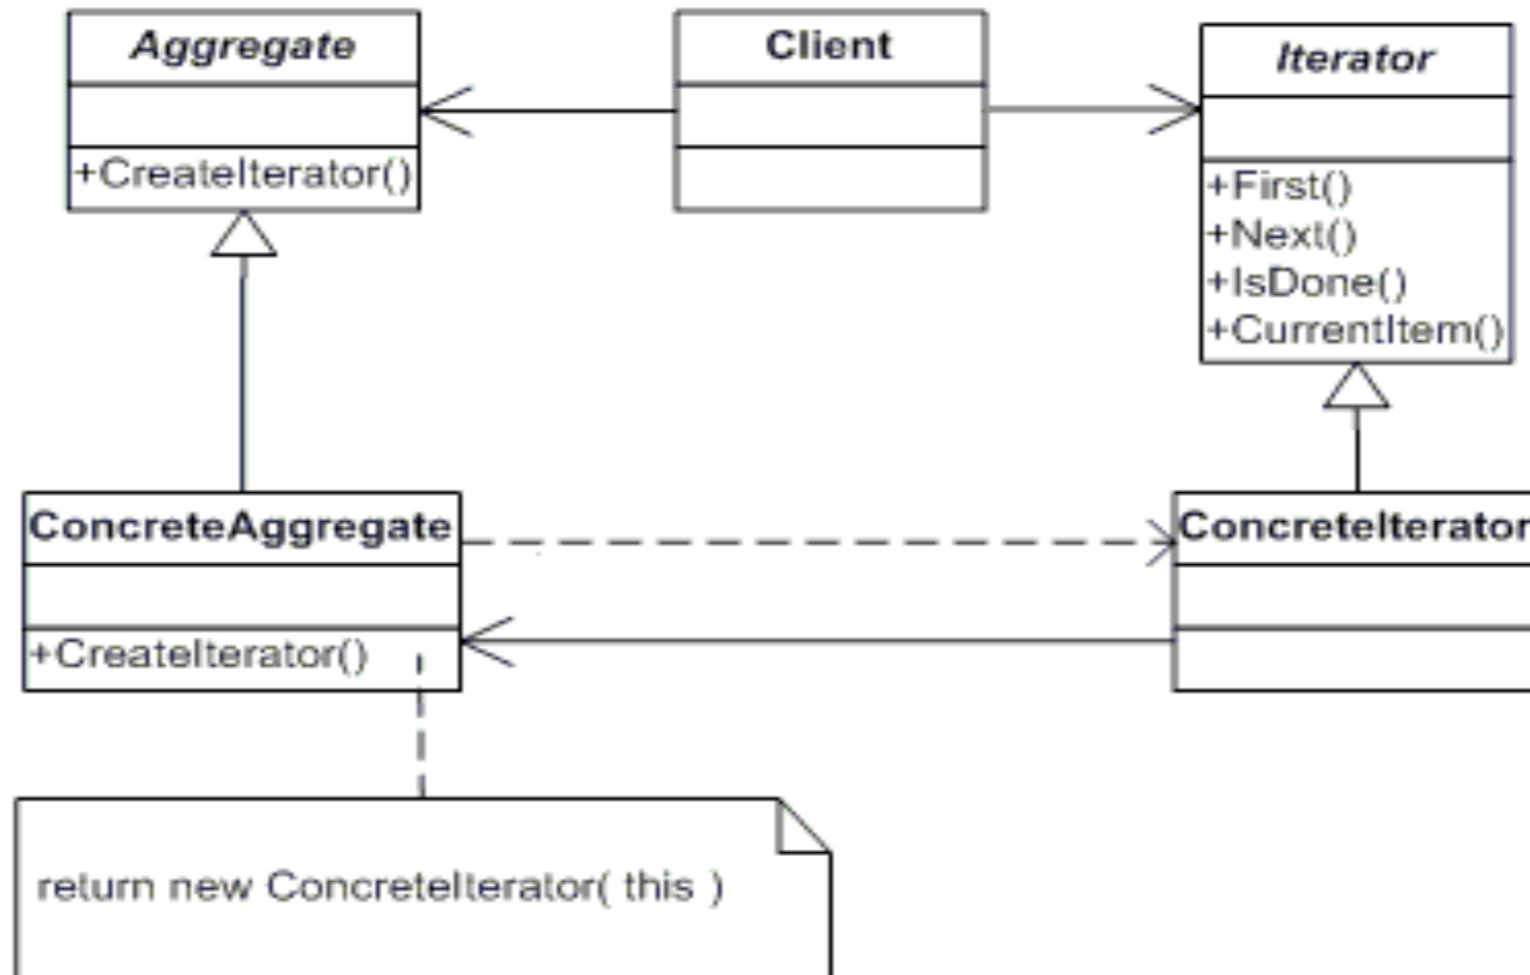 Aggregate
+CreateIterator()
Client
Iterator
+First()
+Next()
+IsDone()
+CurrentItem()
ConcreteAggregate
+CreateIterator()
ConcreteIterator
return new ConcreteIterator( this )